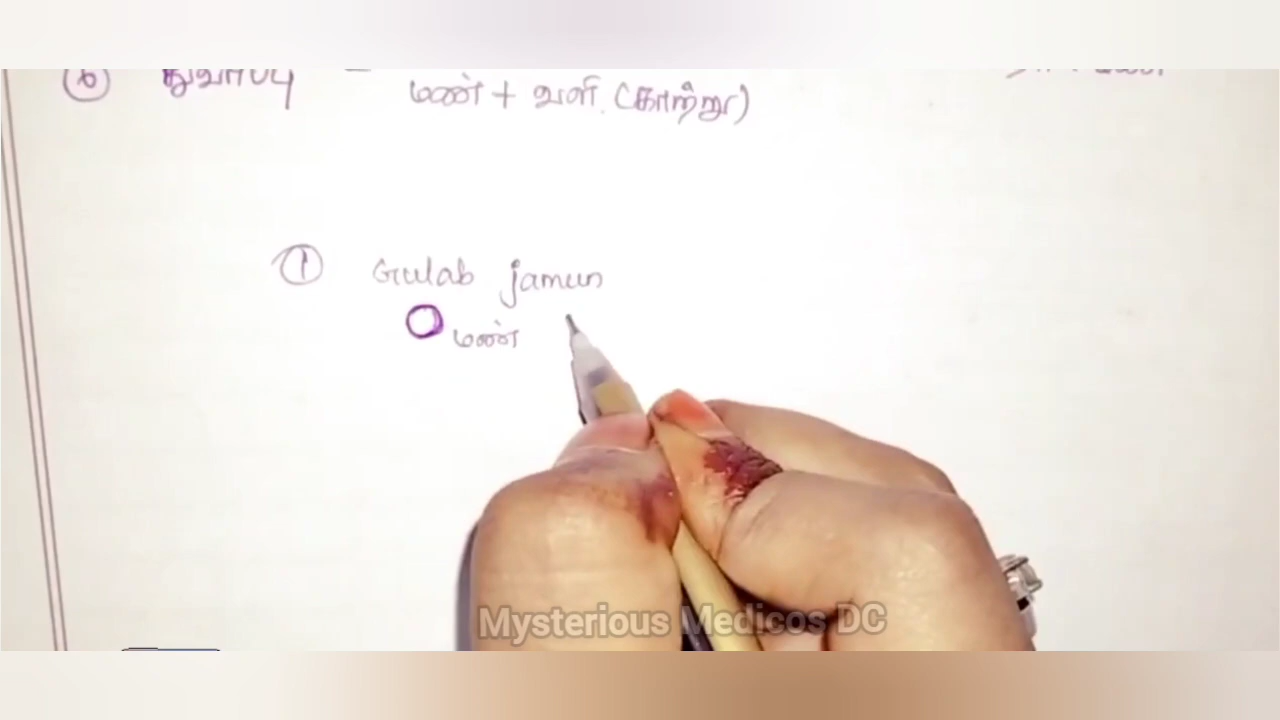 ⑥ துவர்ப்பு –
மண் + வளி (காற்று)
① Gulab jamun
மண்
Mysterious Medicos DC